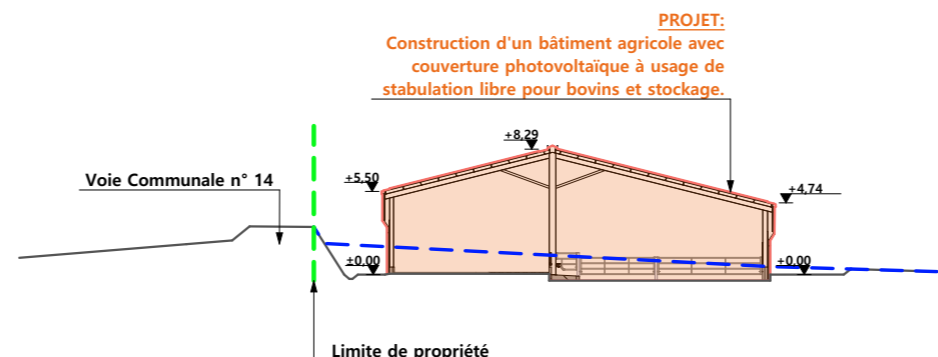 PROJET:
Construction d'un bâtiment agricole avec
couverture photovoltaïque à usage de
stabulation libre pour bovins et stockage.
+8,29
Voie Communale n° 14
+5,50
+4,74
+0,00
+0,00
Limite de propriété